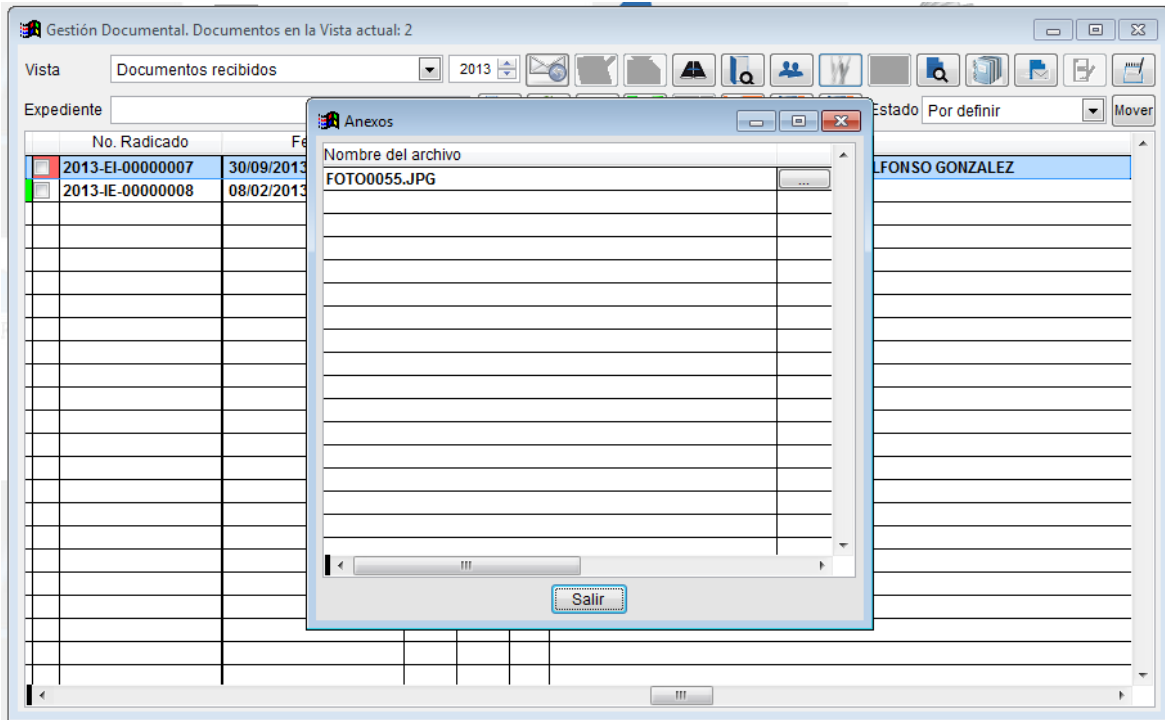 Gestión Documental. Documentos en la Vista actual: 2
Vista Documentos recibidos 2013
Expediente Estado Por definir Mover
No. Radicado Fe
2013-EI-00000007 30/09/2013 LFONSO GONZALEZ
2013-IE-00000008 08/02/2013
Anexos
Nombre del archivo
FOTO0055.JPG ...
Salir